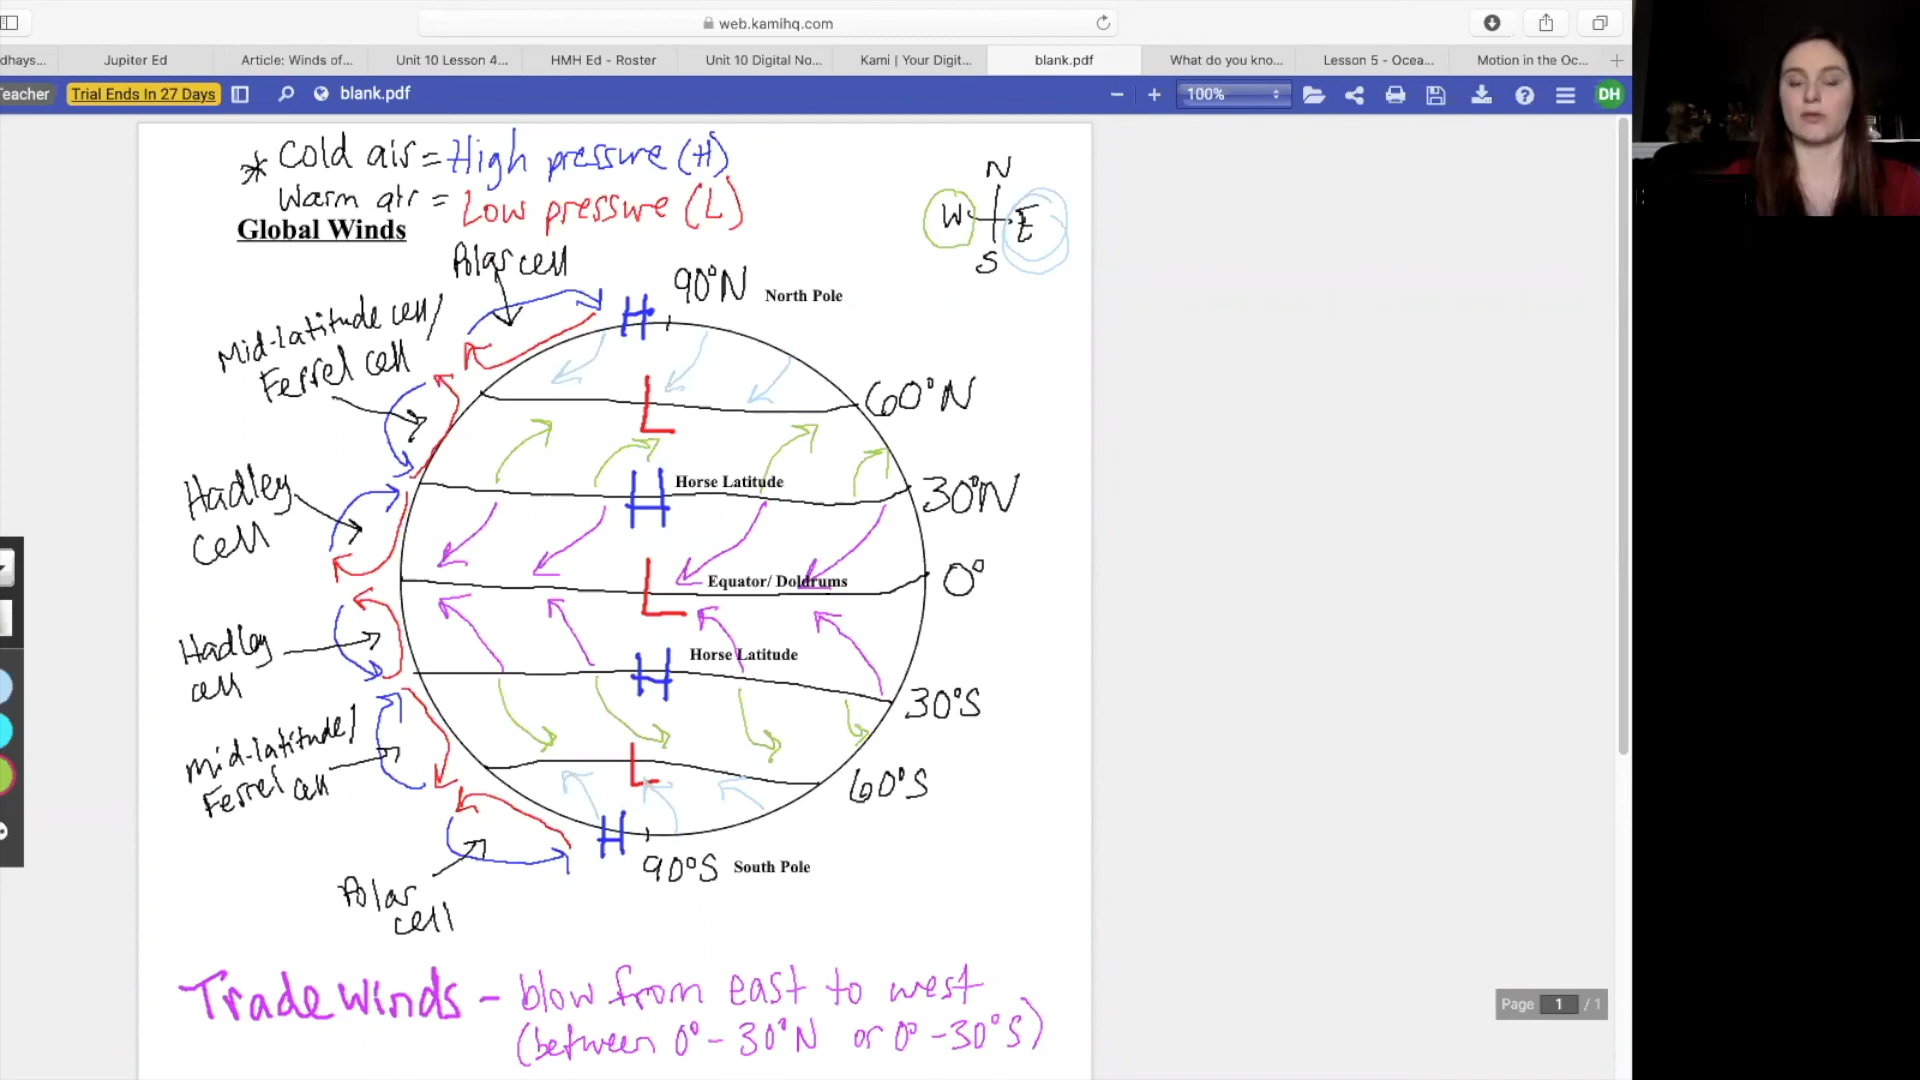 web.kamihq.com
dhays...
Jupiter Ed
Article: Winds of...
Unit 10 Lesson 4...
HMH Ed - Roster
Unit 10 Digital No...
Kami | Your Digit...
blank.pdf
What do you kno...
Lesson 5 - Ocea...
Motion in the Oc...
Teacher
Trial Ends In 27 Days
blank.pdf
100%
DH
* Cold air = High pressure (H)
Warm air = Low pressure (L)
Global Winds
N
W E
S
Polar cell
90°N North Pole
H
Mid-latitude cell/
Ferrel cell
L
60°N
Hadley
cell
Horse Latitude
H
30°N
L
Equator/ Doldrums
0°
Hadley
cell
Horse Latitude
H
30°S
Mid-latitude/
Ferrel cell
L
60°S
H
90°S South Pole
Polar
cell
Trade winds - blow from east to west
(between 0° - 30°N or 0° - 30°S)
Page 1 / 1